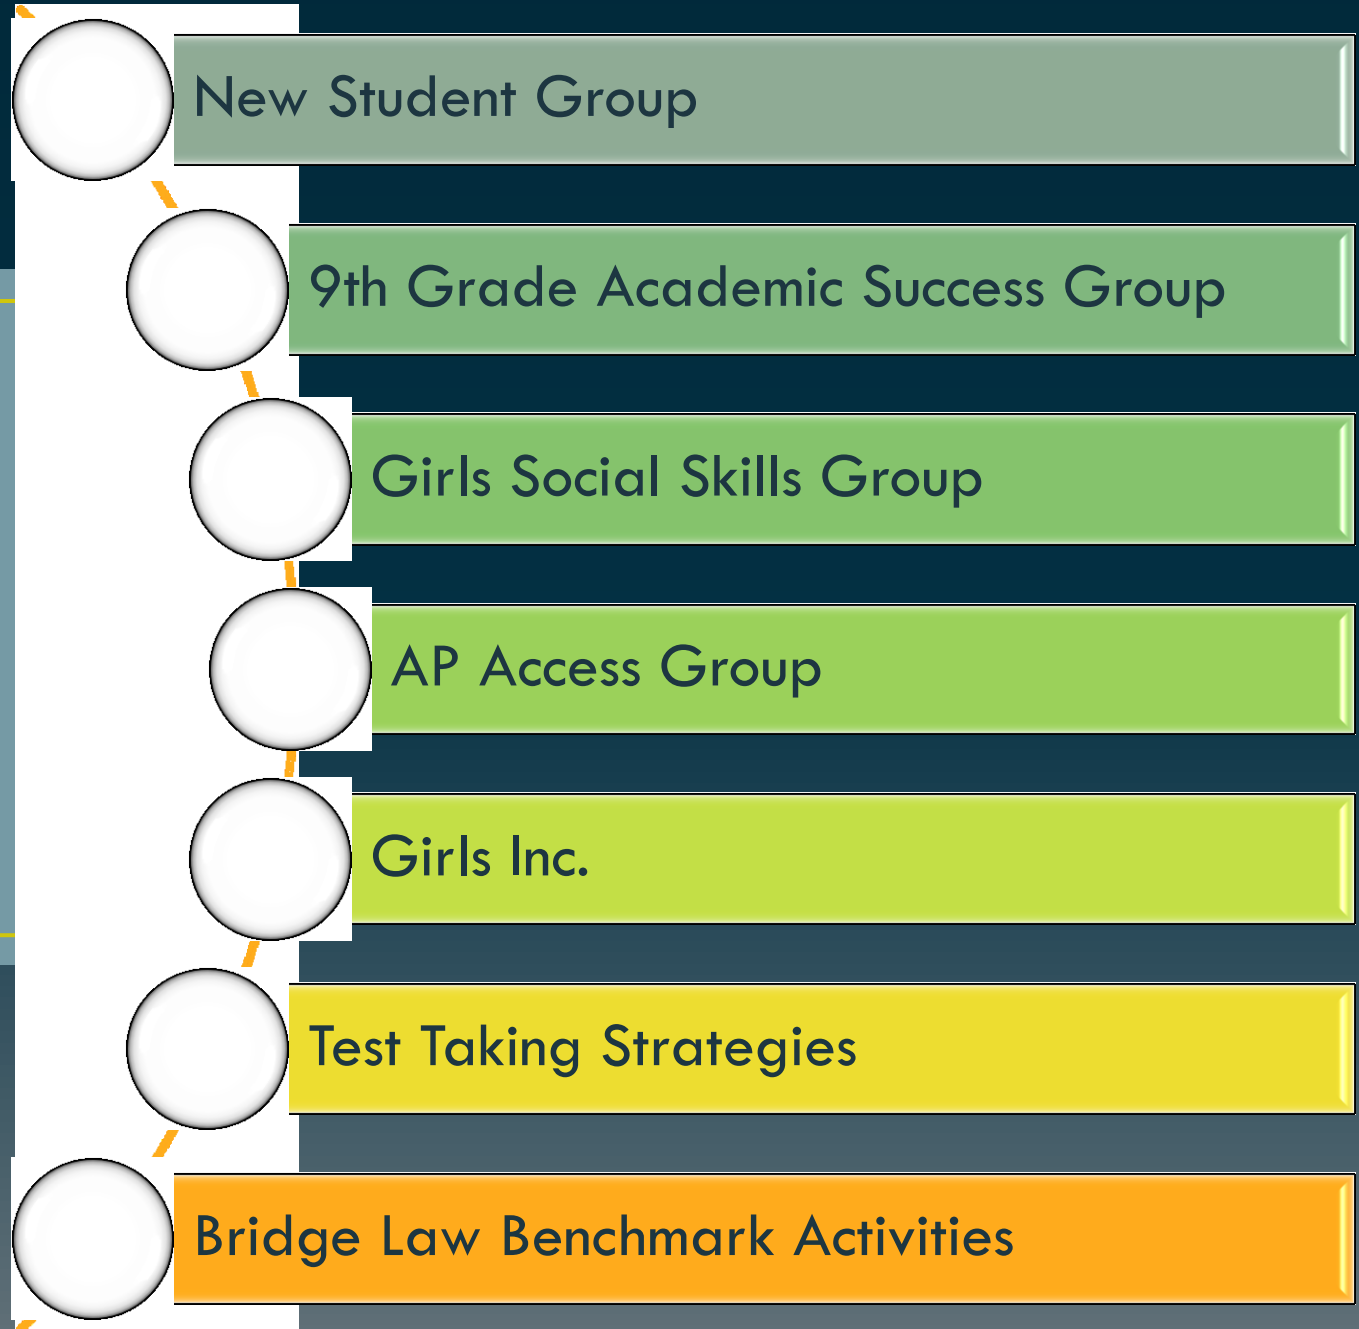 New Student Group
9th Grade Academic Success Group
Girls Social Skills Group
AP Access Group
Girls Inc.
Test Taking Strategies
Bridge Law Benchmark Activities